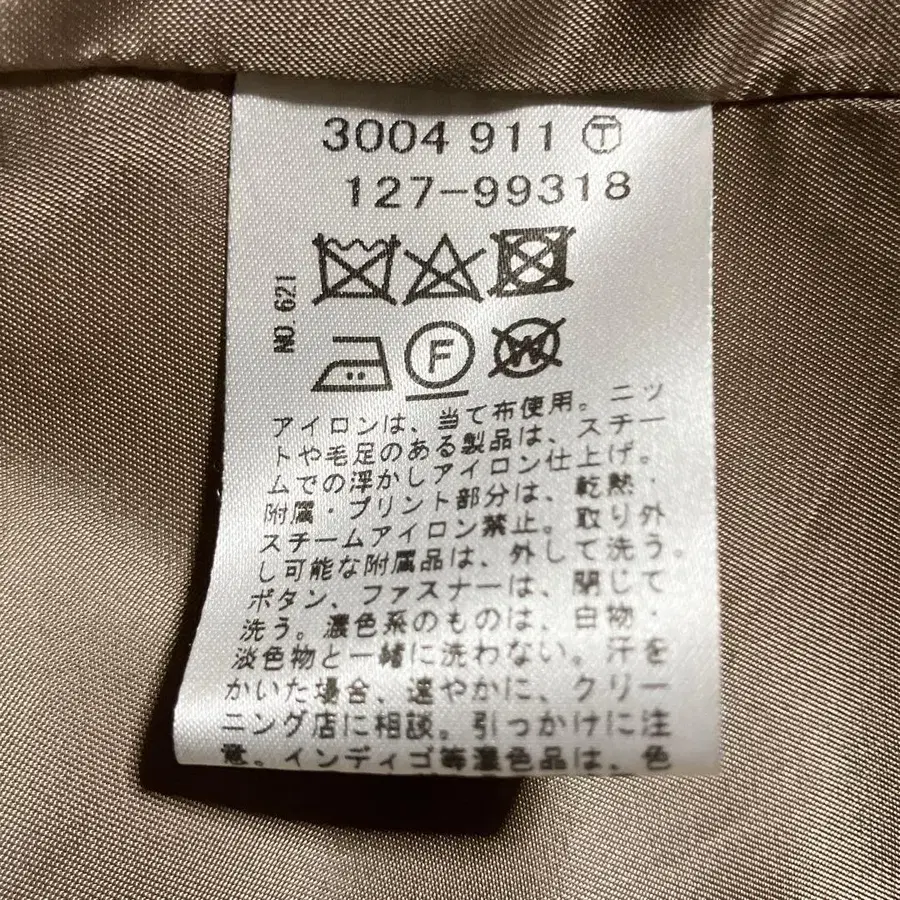 3004 911 Ⓣ
127-99318
NO. 621
F
W
アイロンは、当て布使用。ニッ
トや毛足のある製品は、スチー
ムでの浮かしアイロン仕上げ。
附属・プリント部分は、乾熱・
スチームアイロン禁止。取り外
し可能な附属品は、外して洗う。
ボタン、ファスナーは、閉じて
洗う。濃色系のものは、白物・
淡色物と一緒に洗わない。汗を
かいた場合、速やかに、クリー
ニング店に相談。引っかけに注
意。インディゴ等濃色品は、色